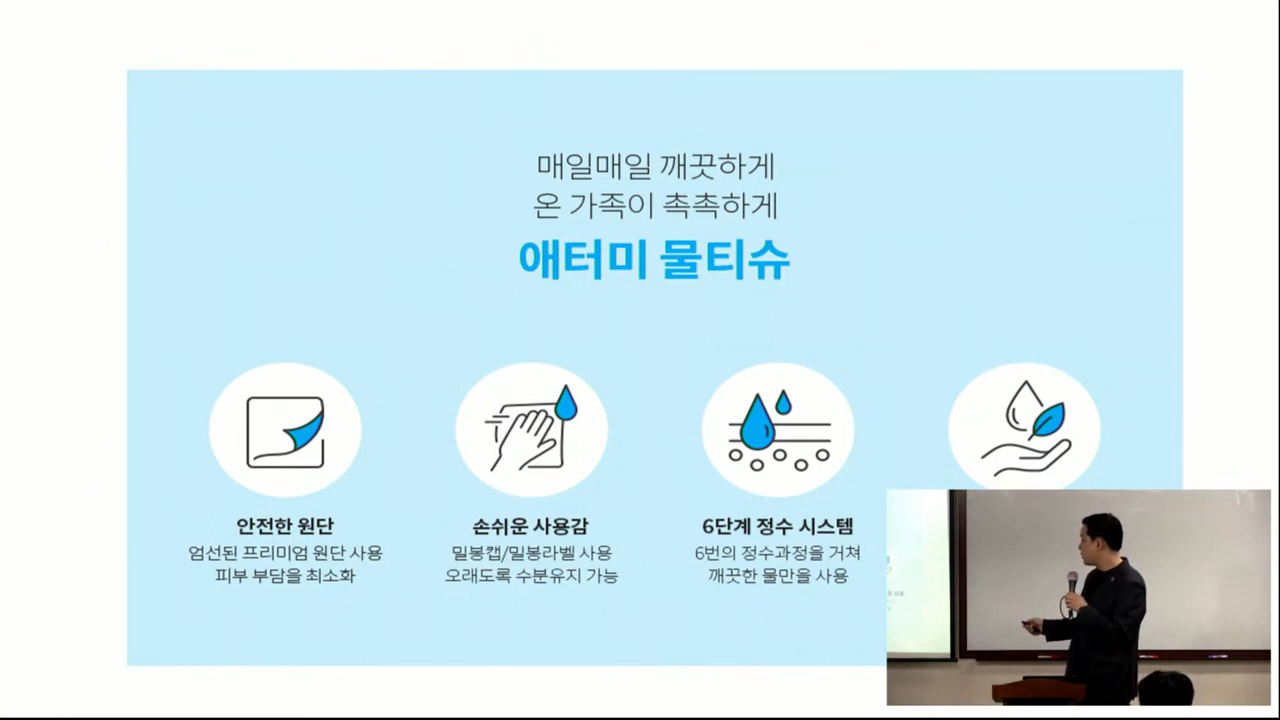 매일매일 깨끗하게
온 가족이 촉촉하게
애터미 물티슈
안전한 원단
엄선된 프리미엄 원단 사용
피부 부담을 최소화
손쉬운 사용감
밀봉캡/밀봉라벨 사용
오래도록 수분유지 가능
6단계 정수 시스템
6번의 정수과정을 거쳐
깨끗한 물만을 사용